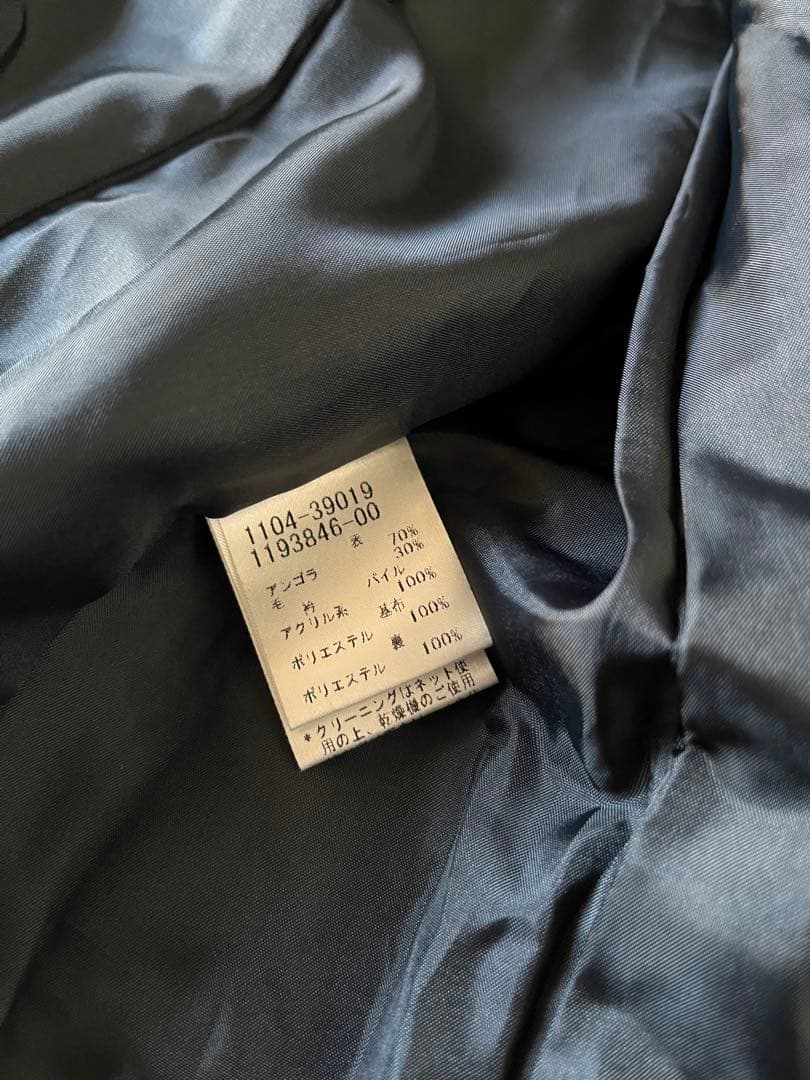 1104-39019
1193846-00
表
アンゴラ 70%
毛 30%
衿 パイル
アクリル系 100%
基布
ポリエステル 100%
裏
ポリエステル 100%
*クリーニングはネット使
用の上、乾燥機のご使用